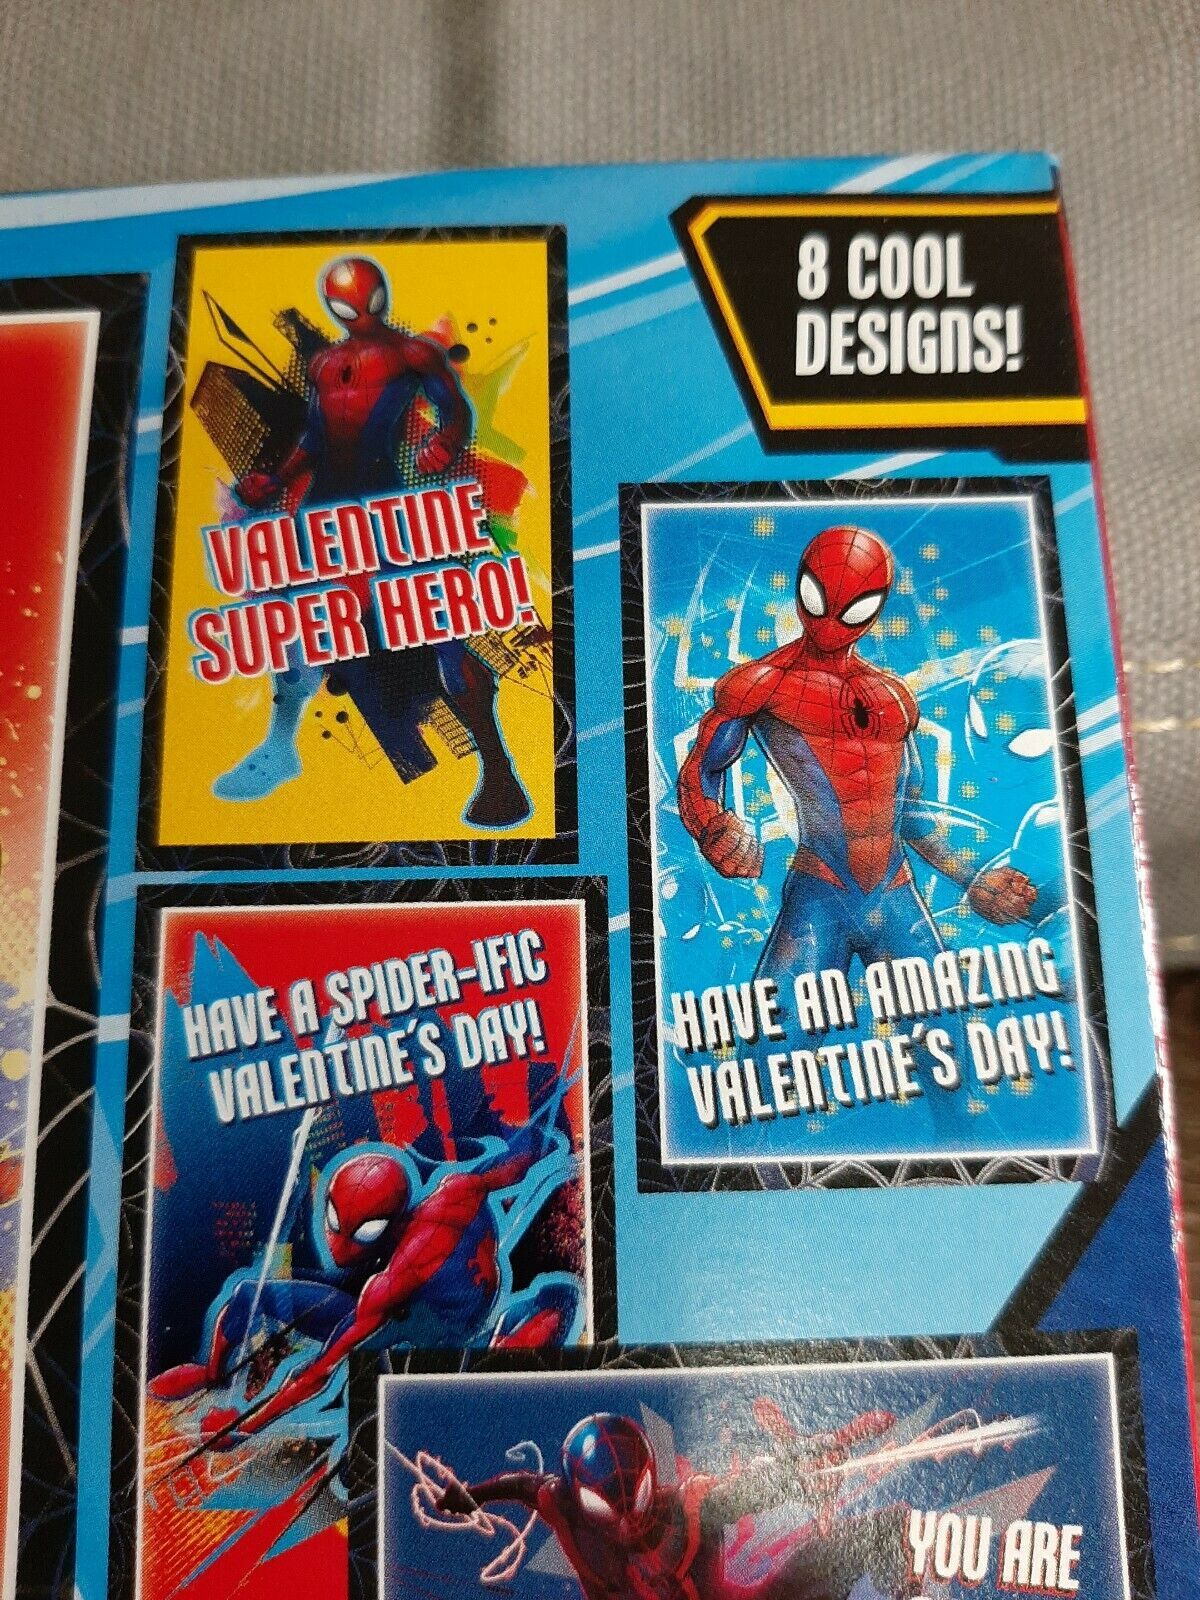 8 COOL
DESIGNS!
VALENTINE
SUPER HERO!
HAVE AN AMAZING
VALENTINE'S DAY!
HAVE A SPIDER-IFIC
VALENTINE'S DAY!
YOU ARE